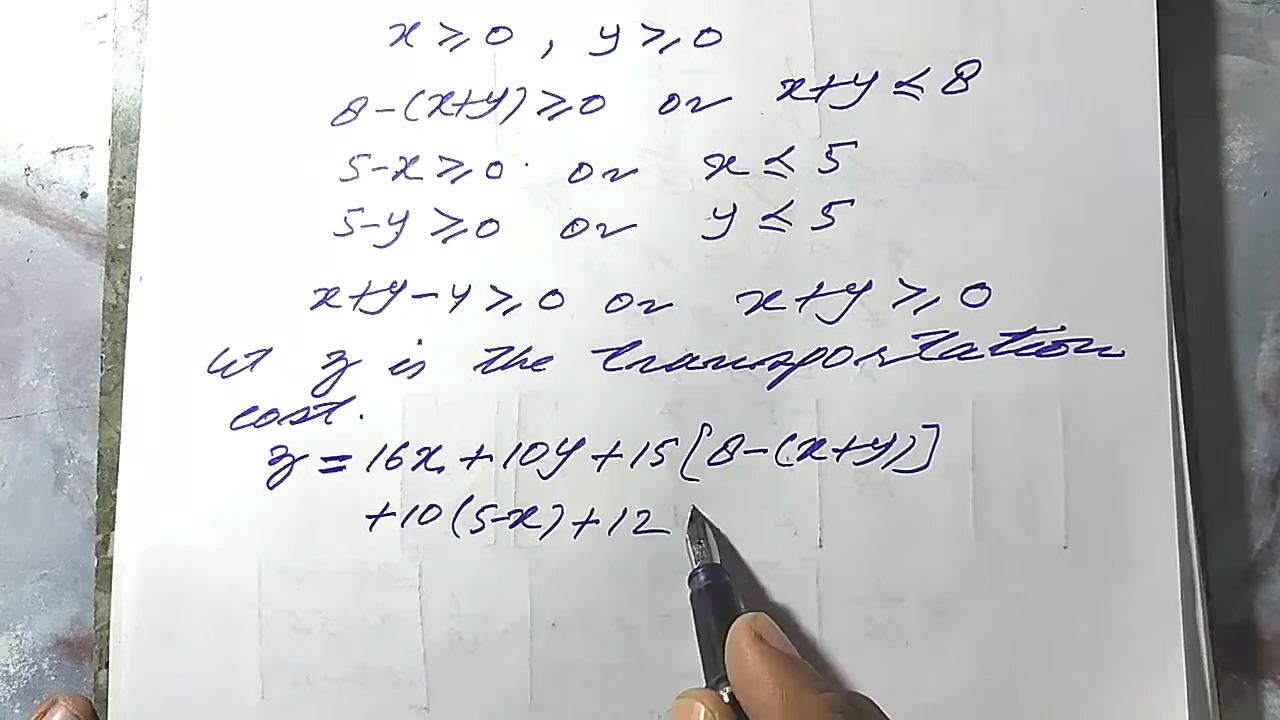 x ≥ 0 , y ≥ 0
8-(x+y) ≥ 0 or x+y ≤ 8
5-x ≥ 0 or x ≤ 5
5-y ≥ 0 or y ≤ 5
x+y-4 ≥ 0 or x+y ≥ 0
Let z is the transportation
cost.
z = 16x + 10y + 15[8-(x+y)]
+10(5-x)+12